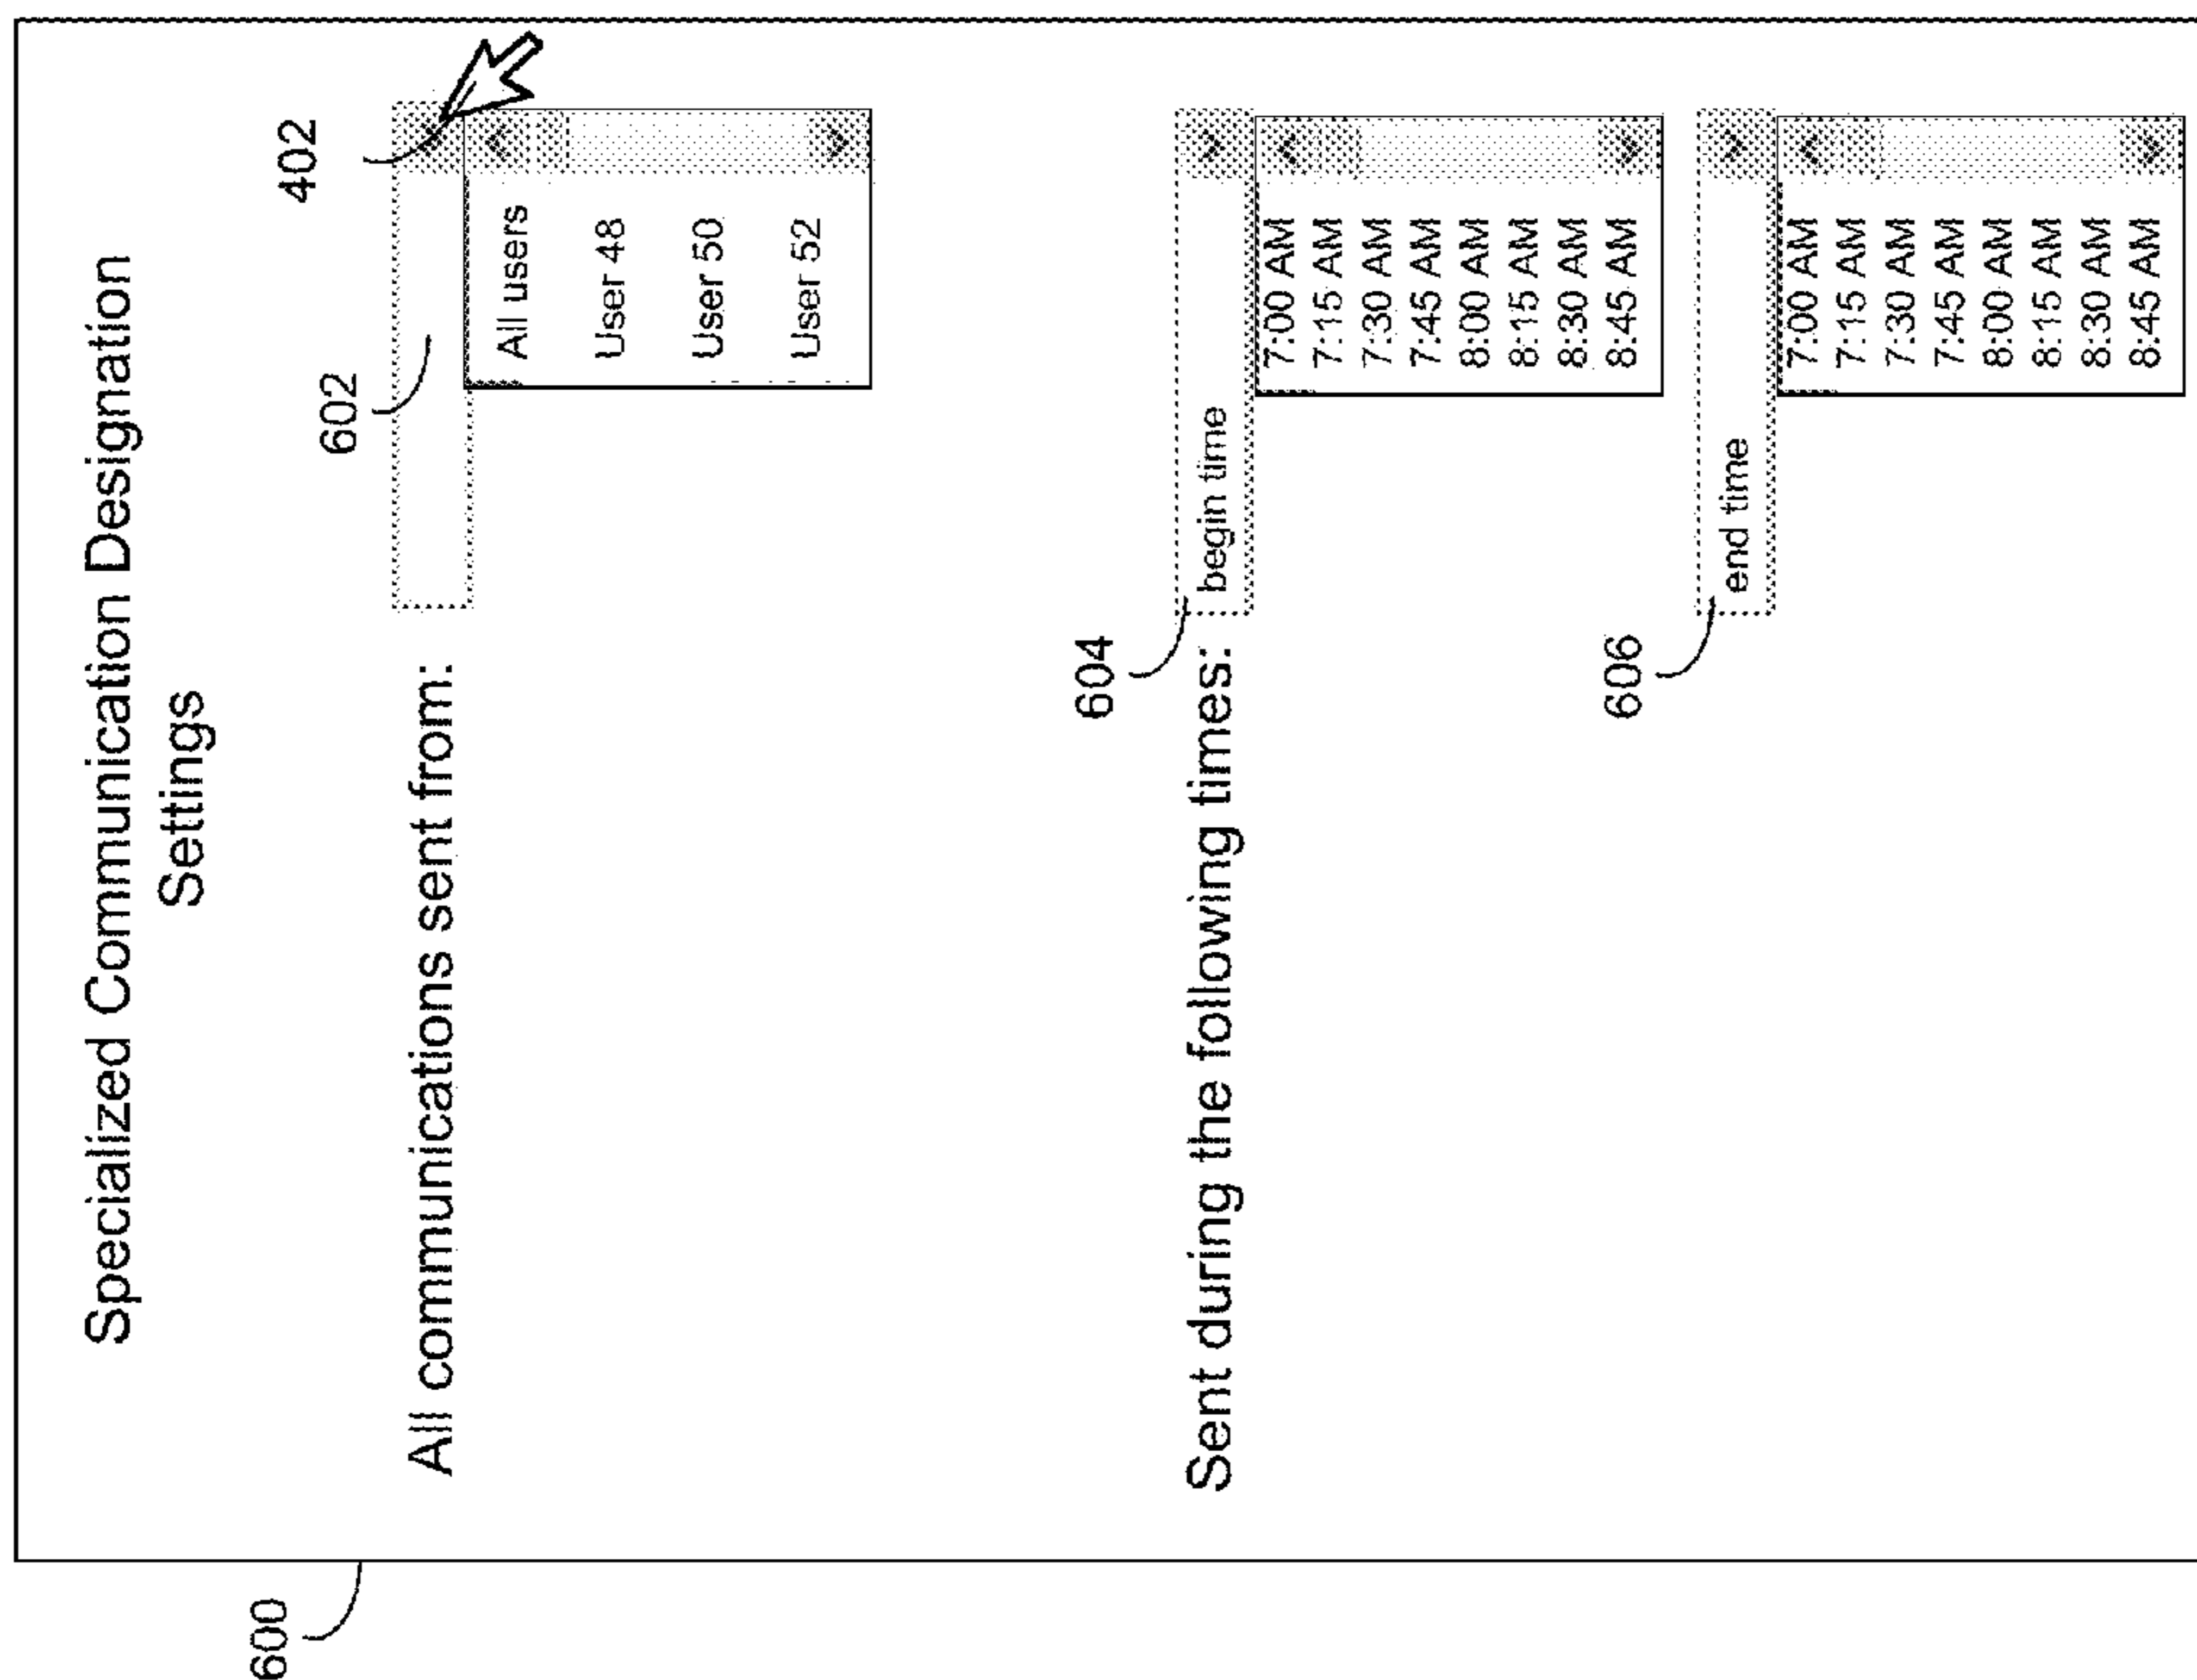 Specialized Communication Designation
Settings
402
602
All communications sent from:
All users
User 48
User 50
User 52
604
Sent during the following times:
begin time
7:00 AM
7:15 AM
7:30 AM
7:45 AM
8:00 AM
8:15 AM
8:30 AM
8:45 AM
606
end time
7:00 AM
7:15 AM
7:30 AM
7:45 AM
8:00 AM
8:15 AM
8:30 AM
8:45 AM
600